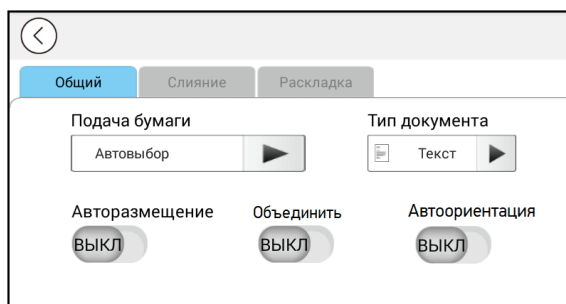 Общий Слияние Раскладка
Подача бумаги Тип документа
Автовыбор Текст
Авторазмещение Объединить Автоориентация
ВЫКЛ ВЫКЛ ВЫКЛ